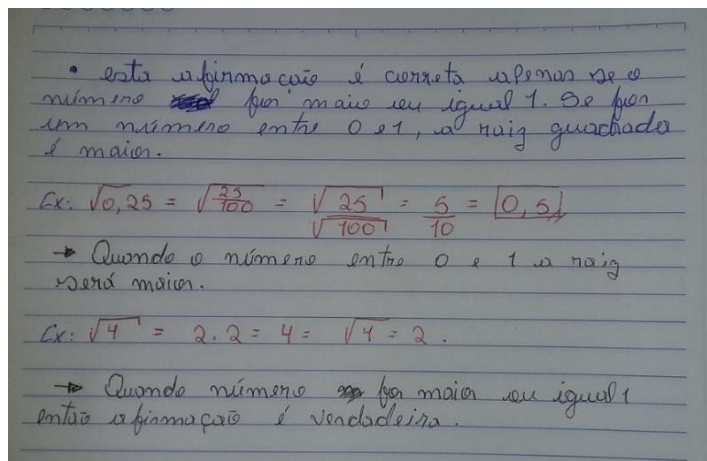 • esta afirmação é correta apenas se o
número for maio ou igual 1. Se for
um número entre 0 e 1, a raiz quadrada
é maior.
Ex: √0,25 = √25/100 = √25/√100 = 5/10 = 0,5
→ Quando o número entre 0 e 1 a raiz
será maior.
Ex: √4 = 2.2 = 4 = √4 = 2.
→ Quando número for maior ou igual 1
então afirmação é verdadeira.